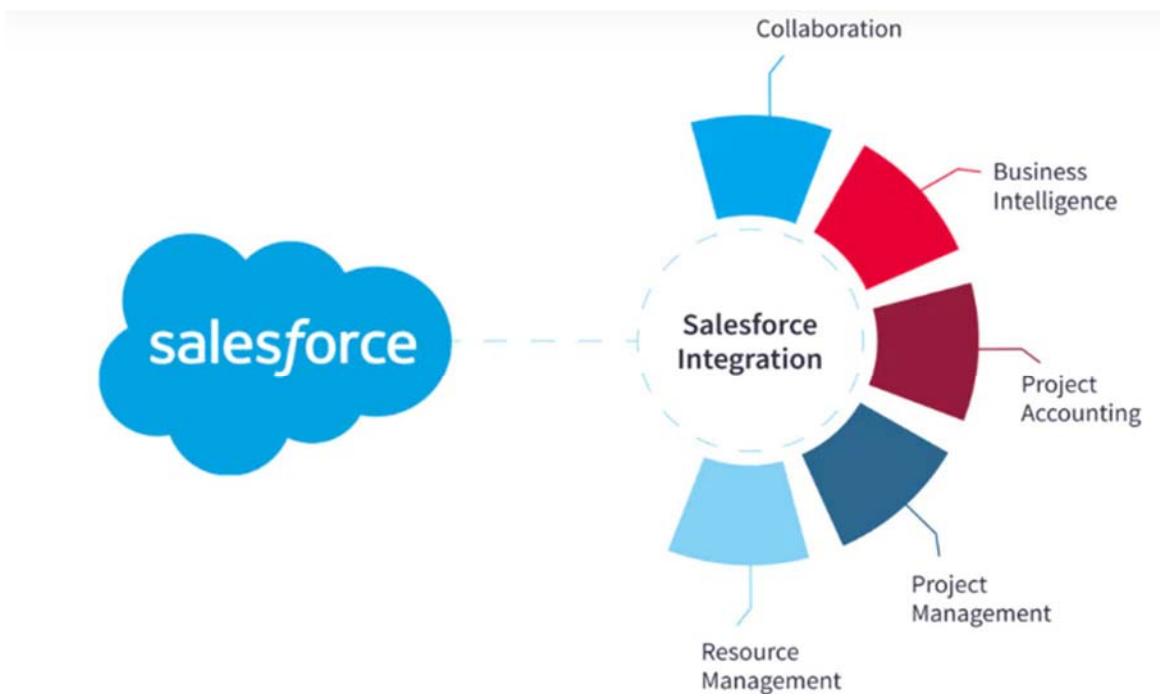 Collaboration
Business
Intelligence
salesforce
Salesforce
Integration
Project
Accounting
Project
Management
Resource
Management